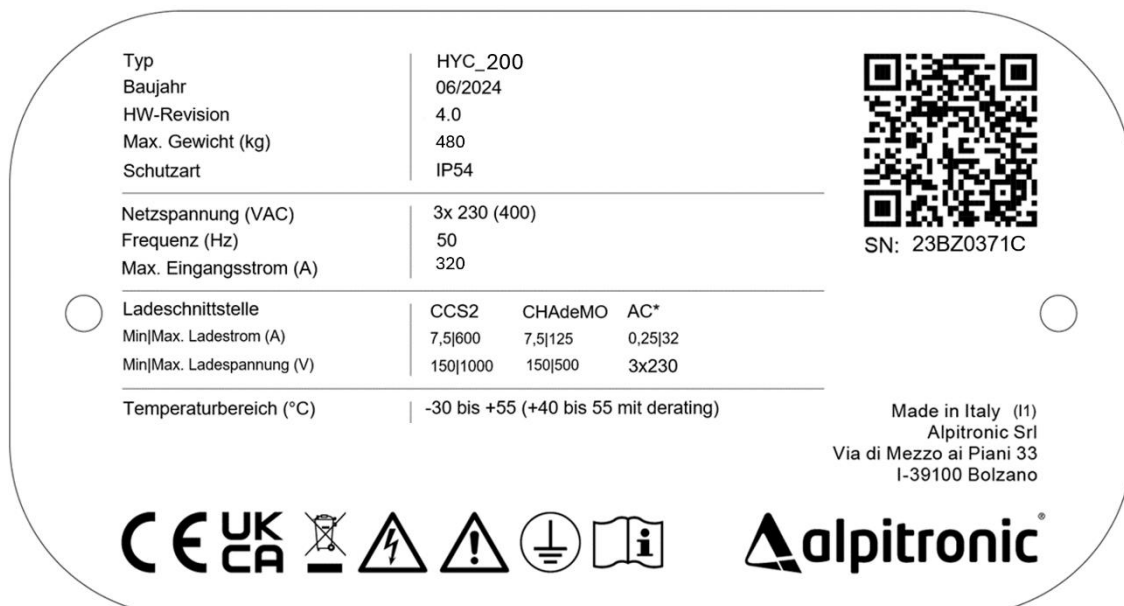 Typ HYC_200
Baujahr 06/2024
HW-Revision 4.0
Max. Gewicht (kg) 480
Schutzart IP54
SN: 23BZ0371C
Netzspannung (VAC) 3x 230 (400)
Frequenz (Hz) 50
Max. Eingangsstrom (A) 320
Ladeschnittstelle CCS2 CHAdeMO AC*
Min|Max. Ladestrom (A) 7,5|600 7,5|125 0,25|32
Min|Max. Ladespannung (V) 150|1000 150|500 3x230
Temperaturbereich (°C) -30 bis +55 (+40 bis 55 mit derating)
Made in Italy (I1)
Alpitronic Srl
Via di Mezzo ai Piani 33
I-39100 Bolzano
CE UK CA i alpitronic®